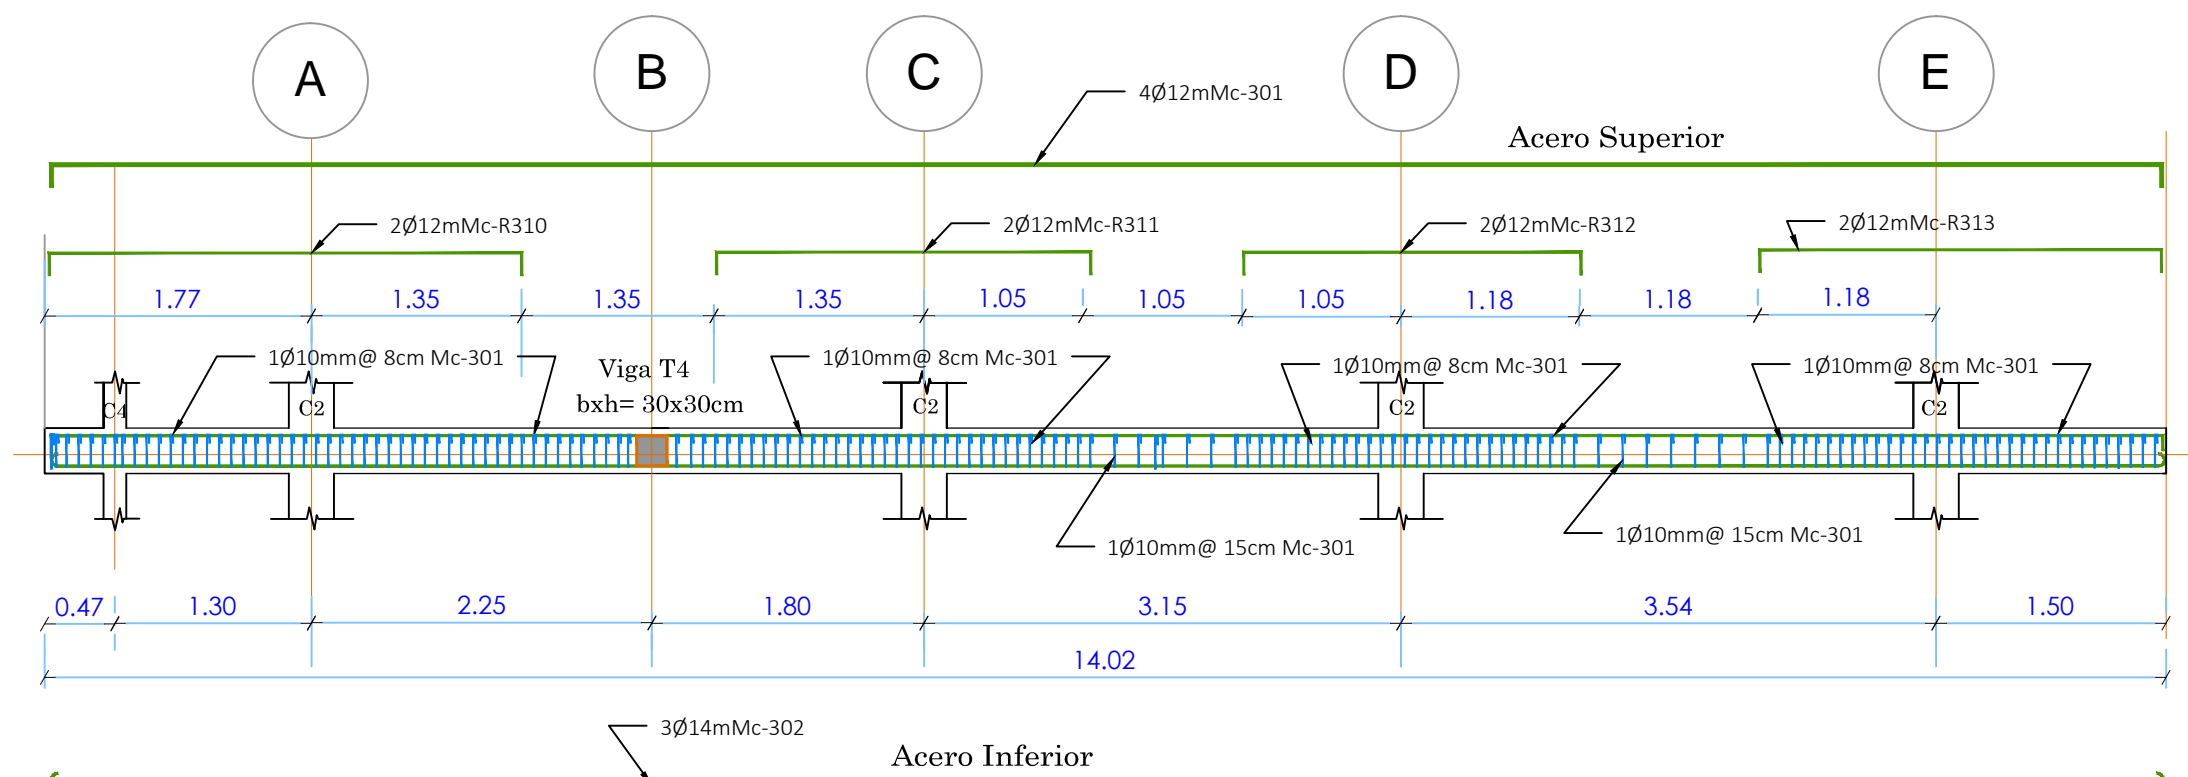 A
B
C
D
E
4Ø12mMc-301
Acero Superior
2Ø12mMc-R310
2Ø12mMc-R311
2Ø12mMc-R312
2Ø12mMc-R313
1.77
1.35
1.35
1.35
1.05
1.05
1.05
1.18
1.18
1.18
1Ø10mm@ 8cm Mc-301
Viga T4
bxh= 30x30cm
1Ø10mm@ 8cm Mc-301
1Ø10mm@ 8cm Mc-301
1Ø10mm@ 8cm Mc-301
C4
C2
C2
C2
C2
1Ø10mm@ 15cm Mc-301
1Ø10mm@ 15cm Mc-301
0.47
1.30
2.25
1.80
3.15
3.54
1.50
14.02
3Ø14mMc-302
Acero Inferior